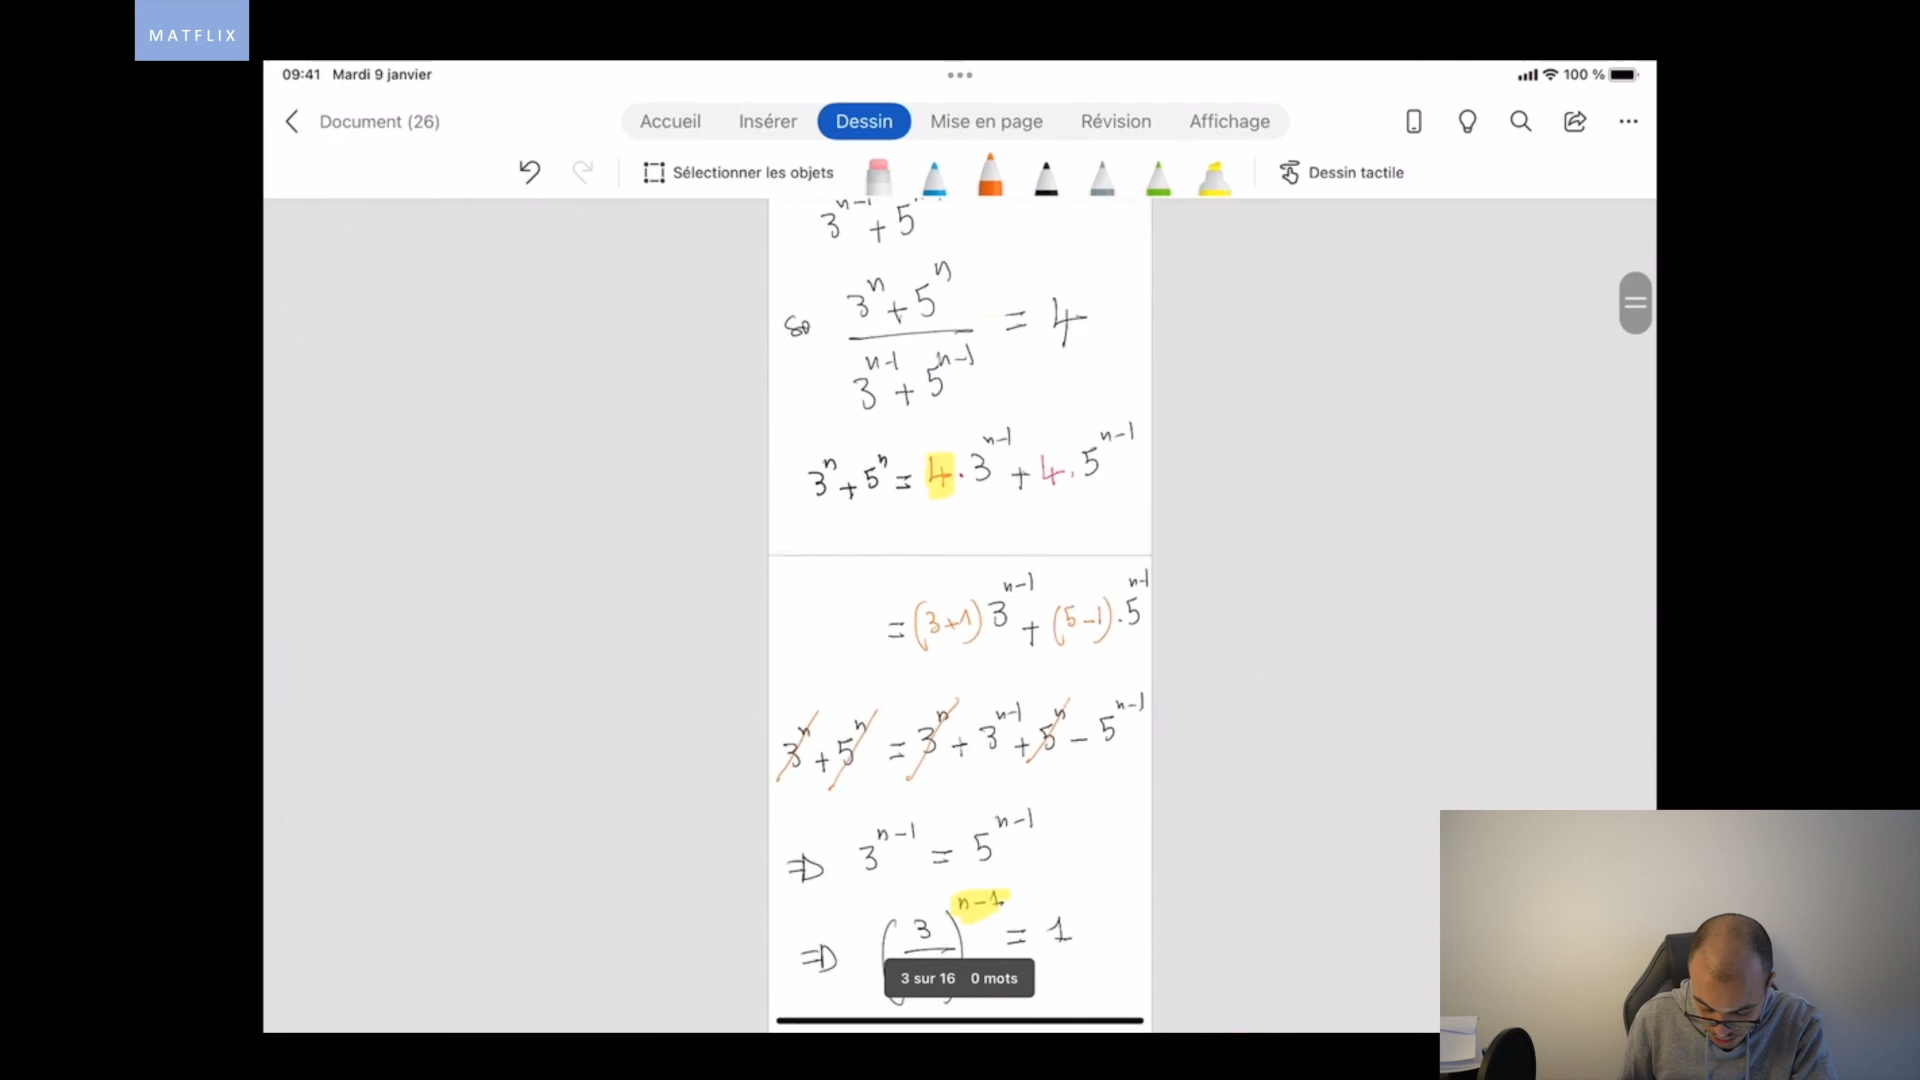 MATFLIX
09:41 Mardi 9 janvier
100 %
Document (26)
Accueil Insérer Dessin Mise en page Révision Affichage
Sélectionner les objets
Dessin tactile
3^{n-1} + 5
so \frac{3^n + 5^n}{3^{n-1} + 5^{n-1}} = 4
3^n + 5^n = 4 . 3^{n-1} + 4 . 5^{n-1}
= (3+1) 3^{n-1} + (5-1) . 5^{n-1}
3^n + 5^n = 3^n + 3^{n-1} + 5^n - 5^{n-1}
⇒ 3^{n-1} = 5^{n-1}
⇒ ( 3 )^{n-1} = 1
3 sur 16 0 mots